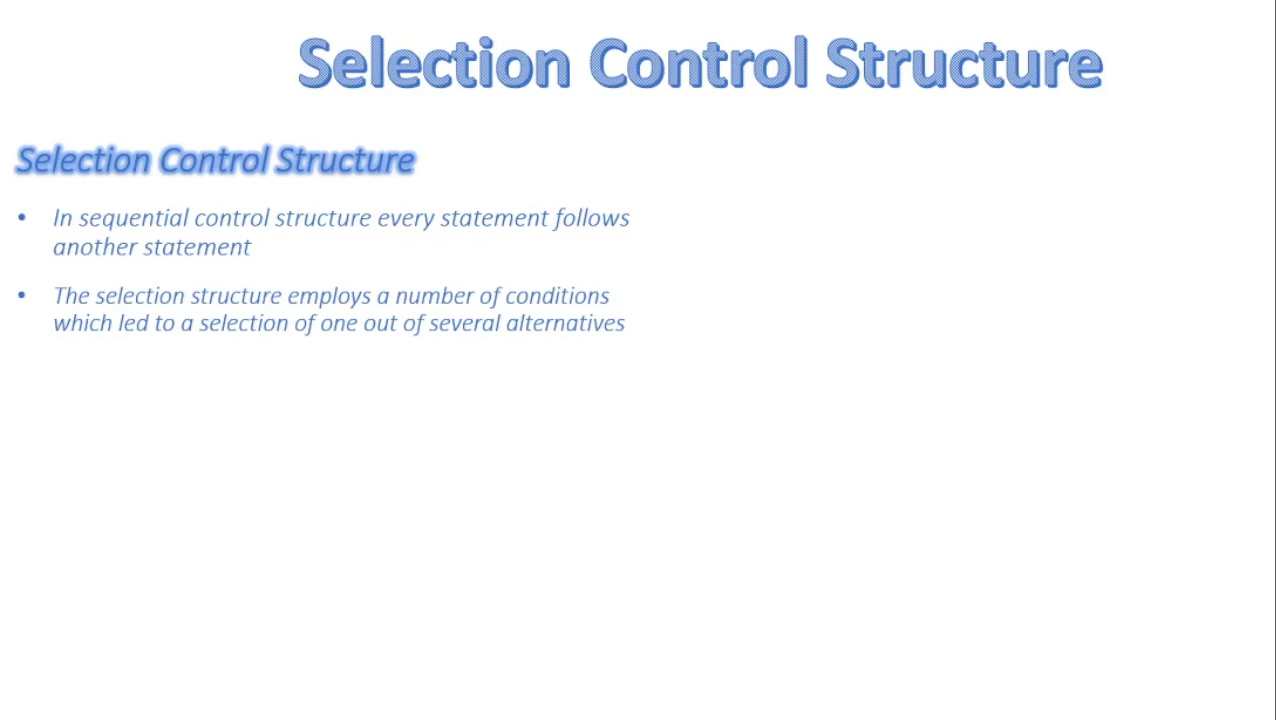 Selection Control Structure
Selection Control Structure
• In sequential control structure every statement follows
another statement
• The selection structure employs a number of conditions
which led to a selection of one out of several alternatives